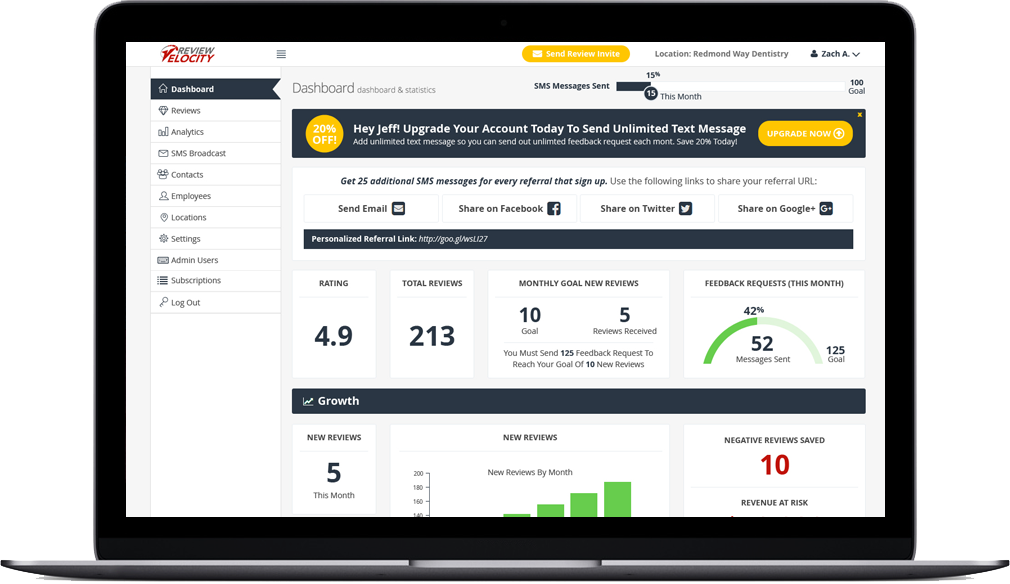 REVIEW
VELOCITY
Send Review Invite
Location: Redmond Way Dentistry
Zach A.
Dashboard
Reviews
Analytics
SMS Broadcast
Contacts
Employees
Locations
Settings
Admin Users
Subscriptions
Log Out
Dashboard dashboard & statistics
SMS Messages Sent
15%
15
This Month
100
Goal
20%
OFF!
Hey Jeff! Upgrade Your Account Today To Send Unlimited Text Message
Add unlimited text message so you can send out unlimted feedback request each mont. Save 20% Today!
UPGRADE NOW
x
Get 25 additional SMS messages for every referral that sign up. Use the following links to share your referral URL:
Send Email
Share on Facebook
Share on Twitter
Share on Google+
Personalized Referral Link: http://goo.gl/wsLI27
RATING
4.9
TOTAL REVIEWS
213
MONTHLY GOAL NEW REVIEWS
10
Goal
5
Reviews Received
You Must Send 125 Feedback Request To
Reach Your Goal Of 10 New Reviews
FEEDBACK REQUESTS (THIS MONTH)
42%
52
Messages Sent
125
Goal
Growth
NEW REVIEWS
5
This Month
NEW REVIEWS
New Reviews By Month
200
180
160
140
NEGATIVE REVIEWS SAVED
10
REVENUE AT RISK